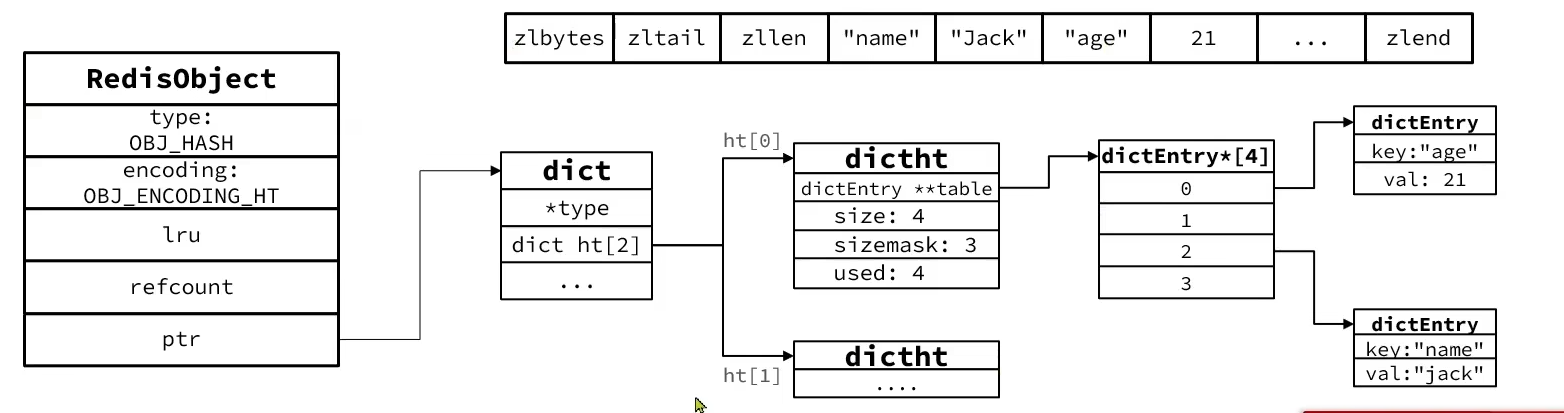 zlbytes zltail zllen "name" "Jack" "age" 21 ... zlend
RedisObject
type:
OBJ_HASH
encoding:
OBJ_ENCODING_HT
lru
refcount
ptr
dict
*type
dict ht[2]
...
ht[0]
dictht
dictEntry **table
size: 4
sizemask: 3
used: 4
ht[1]
dictht
....
dictEntry*[4]
0
1
2
3
dictEntry
key:"age"
val: 21
dictEntry
key:"name"
val:"jack"